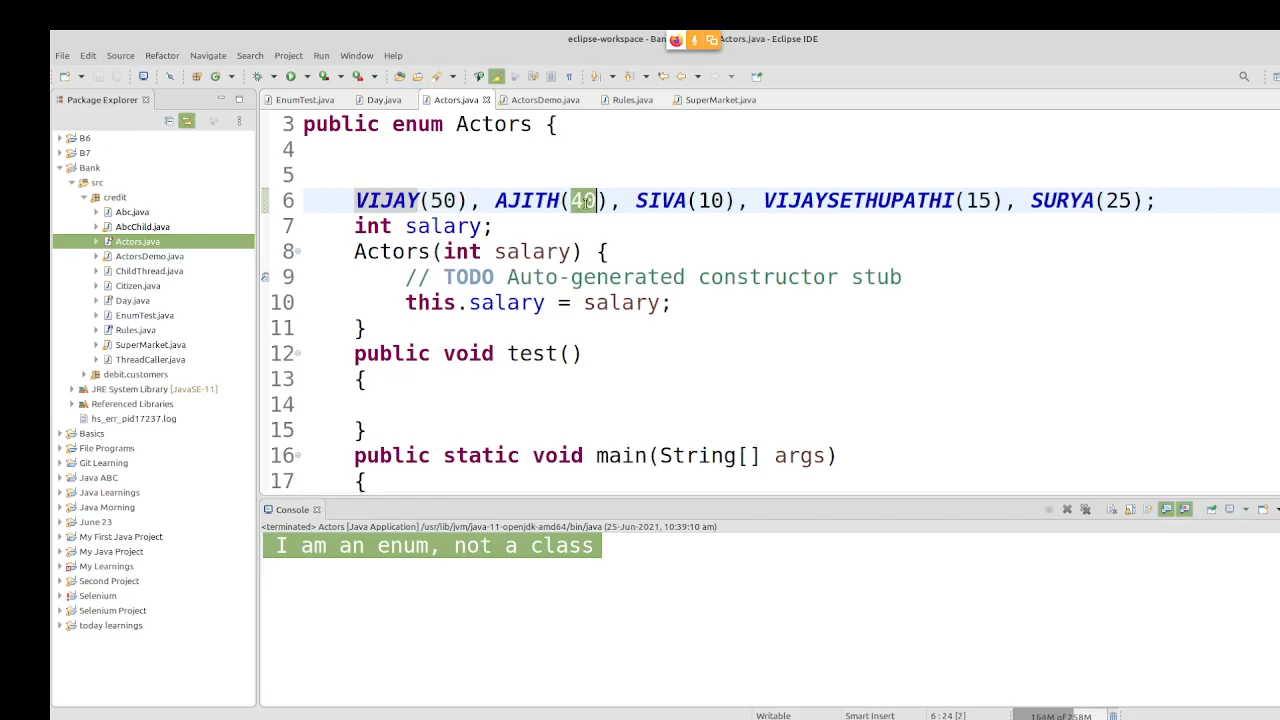 eclipse-workspace - Ban Actors.java - Eclipse IDE
File Edit Source Refactor Navigate Search Project Run Window Help
Package Explorer
EnumTest.java Day.java Actors.java ActorsDemo.java Rules.java SuperMarket.java
B6
B7
Bank
src
credit
Abc.java
AbcChild.java
Actors.java
ActorsDemo.java
ChildThread.java
Citizen.java
Day.java
EnumTest.java
Rules.java
SuperMarket.java
ThreadCaller.java
debit.customers
JRE System Library [JavaSE-11]
Referenced Libraries
hs_err_pid17237.log
Basics
File Programs
Git Learning
Java ABC
Java Learnings
Java Morning
June 23
My First Java Project
My Java Project
My Learnings
Second Project
Selenium
Selenium Project
today learnings
3 public enum Actors {
4
5
6 VIJAY(50), AJITH(40), SIVA(10), VIJAYSETHUPATHI(15), SURYA(25);
7 int salary;
8 Actors(int salary) {
9 // TODO Auto-generated constructor stub
10 this.salary = salary;
11 }
12 public void test()
13 {
14
15 }
16 public static void main(String[] args)
17 {
Console
<terminated> Actors [Java Application] /usr/lib/jvm/java-11-openjdk-amd64/bin/java (25-Jun-2021, 10:39:10 am)
I am an enum, not a class
Writable Smart Insert 6 : 24 [2] 164M of 258M